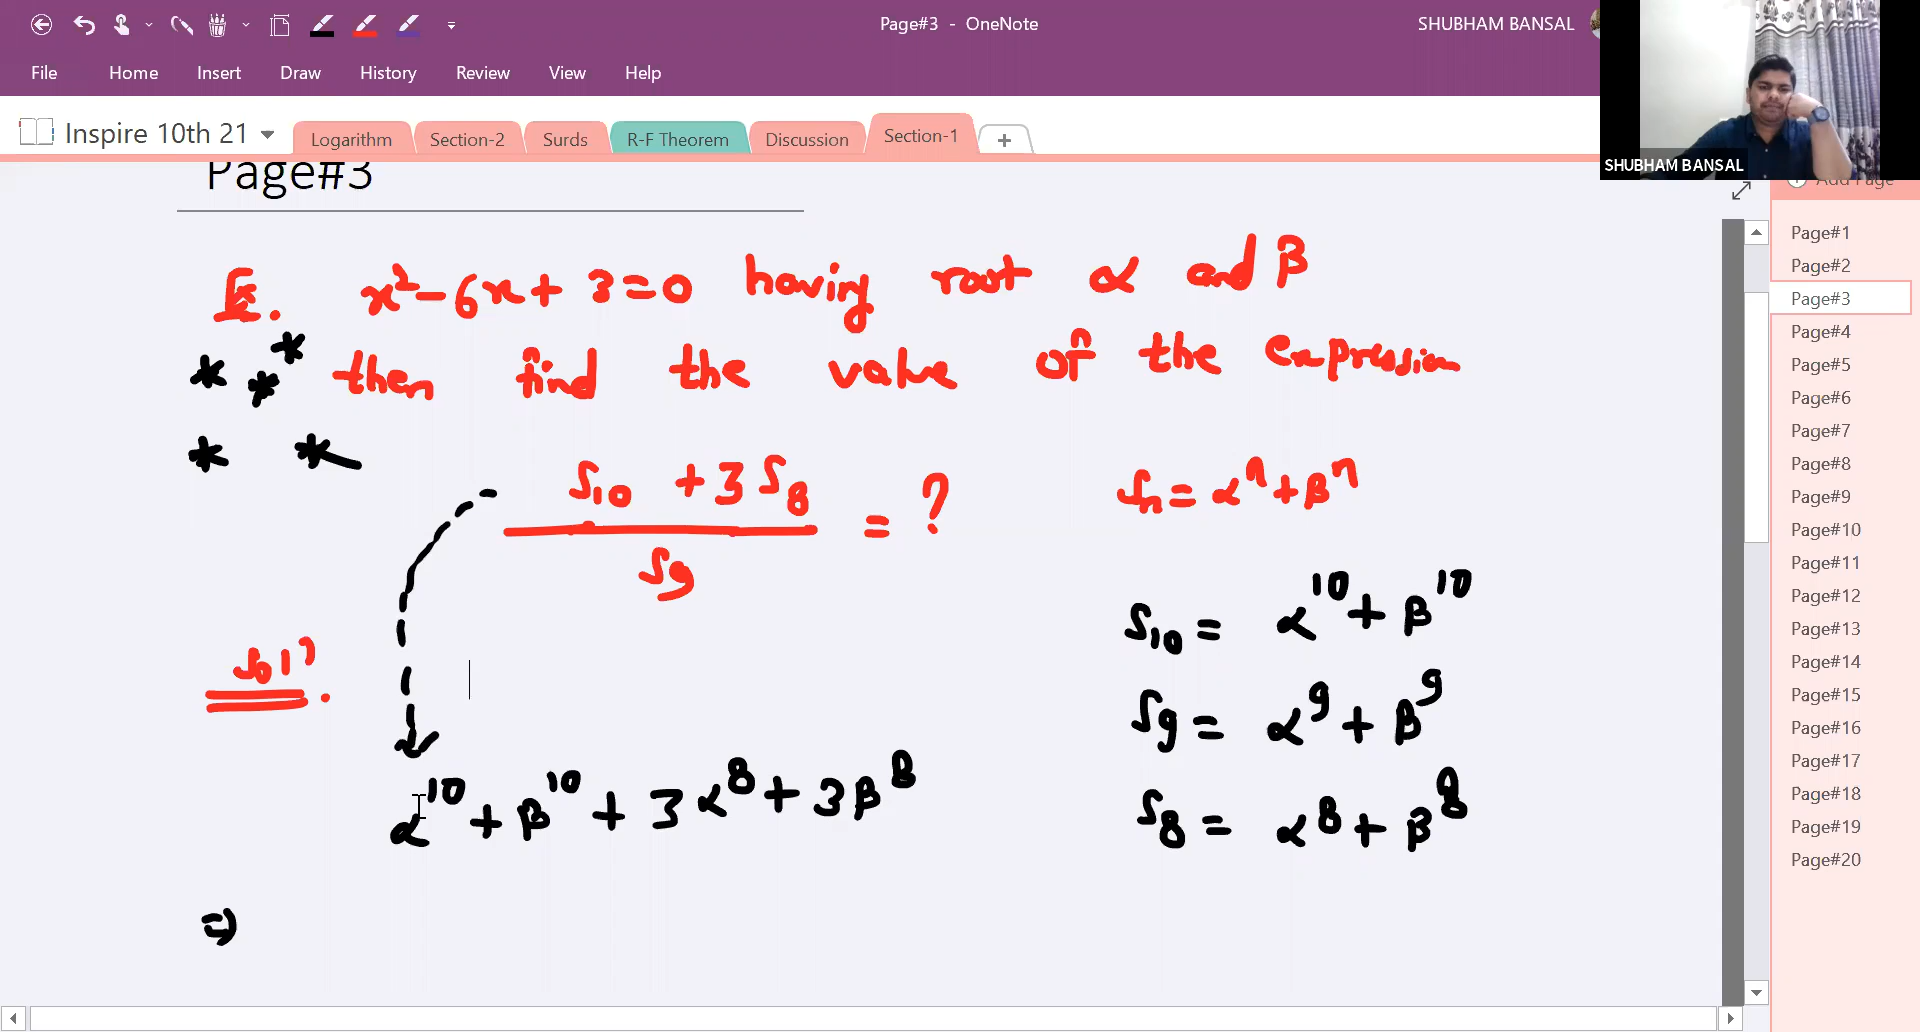 Page#3 - OneNote
SHUBHAM BANSAL
File Home Insert Draw History Review View Help
Inspire 10th 21
Logarithm Section-2 Surds R-F Theorem Discussion Section-1 +
SHUBHAM BANSAL
Add Page
Page#3
Ex. x²-6x+3=0 having root α and β
then find the value of the expression
S₁₀ + 3S₈
= ?
S₉
Sn = αⁿ+βⁿ
Solⁿ.
S₁₀ = α¹⁰+β¹⁰
S₉ = α⁹+β⁹
S₈ = α⁸+β⁸
α¹⁰+β¹⁰+3α⁸+3β⁸
⇒
Page#1
Page#2
Page#3
Page#4
Page#5
Page#6
Page#7
Page#8
Page#9
Page#10
Page#11
Page#12
Page#13
Page#14
Page#15
Page#16
Page#17
Page#18
Page#19
Page#20